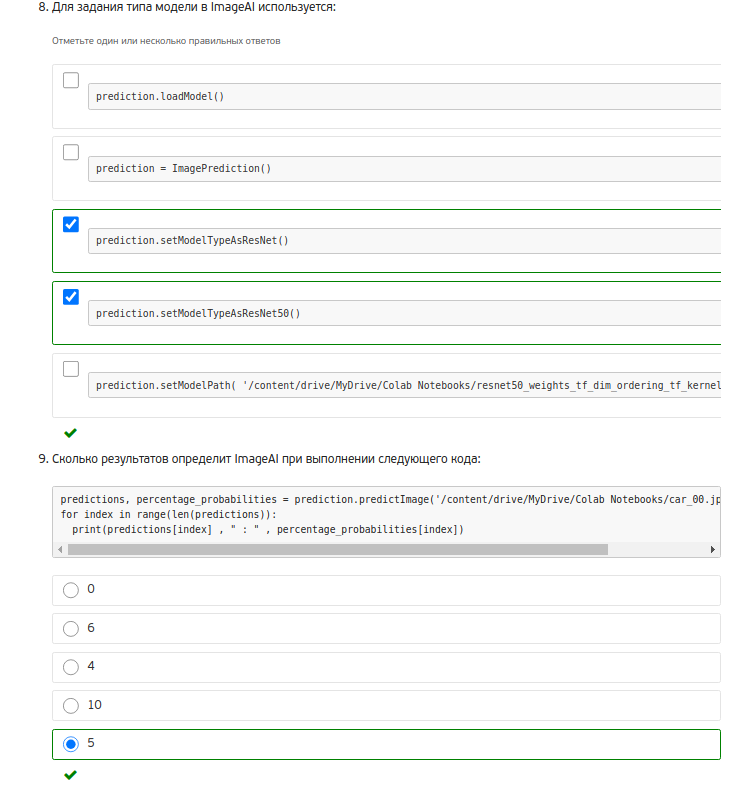 8. Для задания типа модели в ImageAI используется:
Отметьте один или несколько правильных ответов
prediction.loadModel()
prediction = ImagePrediction()
prediction.setModelTypeAsResNet()
prediction.setModelTypeAsResNet50()
prediction.setModelPath( '/content/drive/MyDrive/Colab Notebooks/resnet50_weights_tf_dim_ordering_tf_kernel
9. Сколько результатов определит ImageAI при выполнении следующего кода:
predictions, percentage_probabilities = prediction.predictImage('/content/drive/MyDrive/Colab Notebooks/car_00.jp
for index in range(len(predictions)):
print(predictions[index] , " : " , percentage_probabilities[index])
0
6
4
10
5